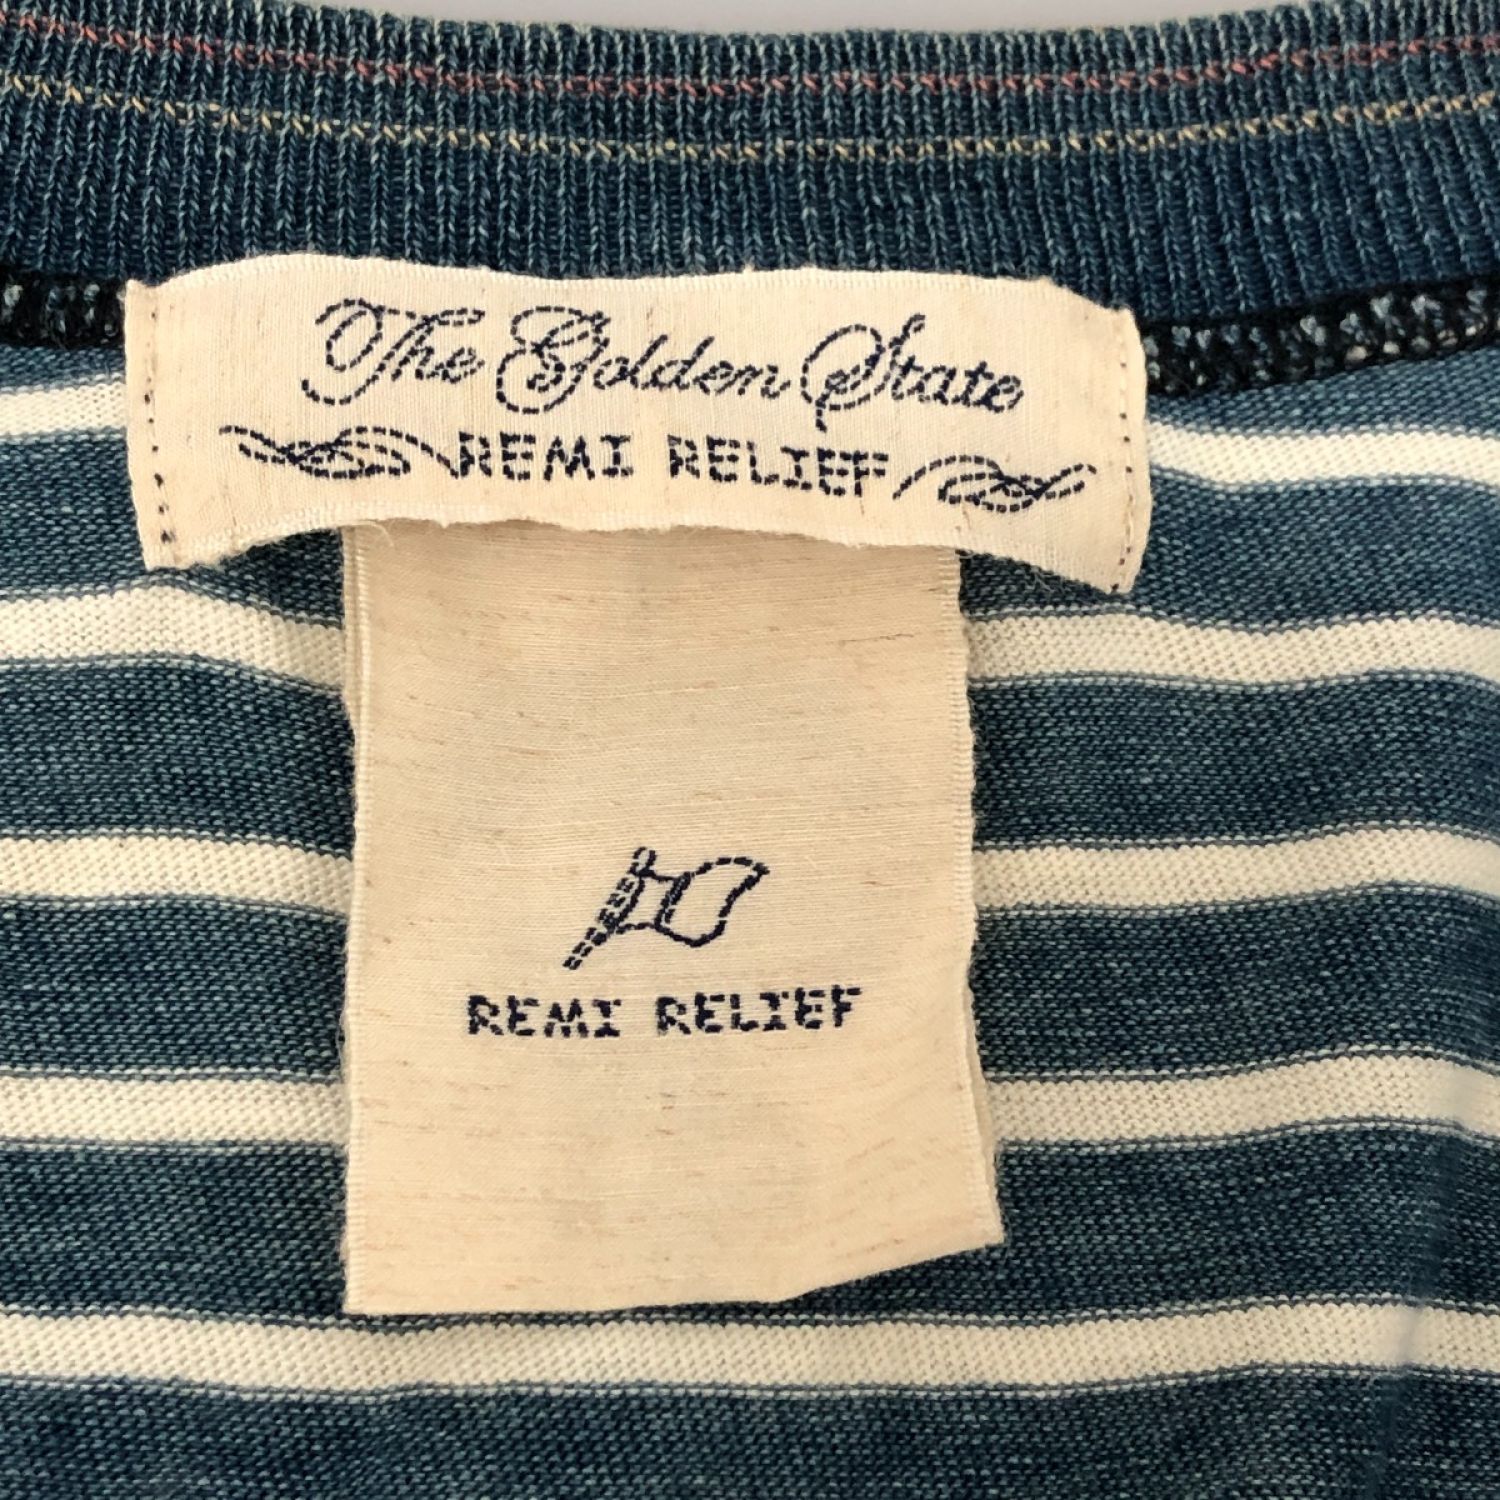 The Golden State
REMI RELIEF
REMI RELIEF